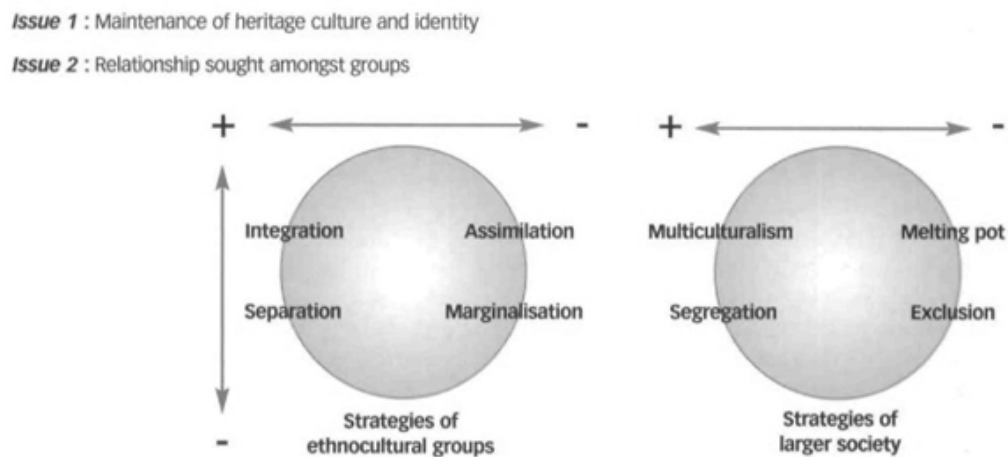 Issue 1 : Maintenance of heritage culture and identity
Issue 2 : Relationship sought amongst groups
+ - + -
Integration Assimilation Multiculturalism Melting pot
Separation Marginalisation Segregation Exclusion
-
Strategies of
ethnocultural groups
Strategies of
larger society